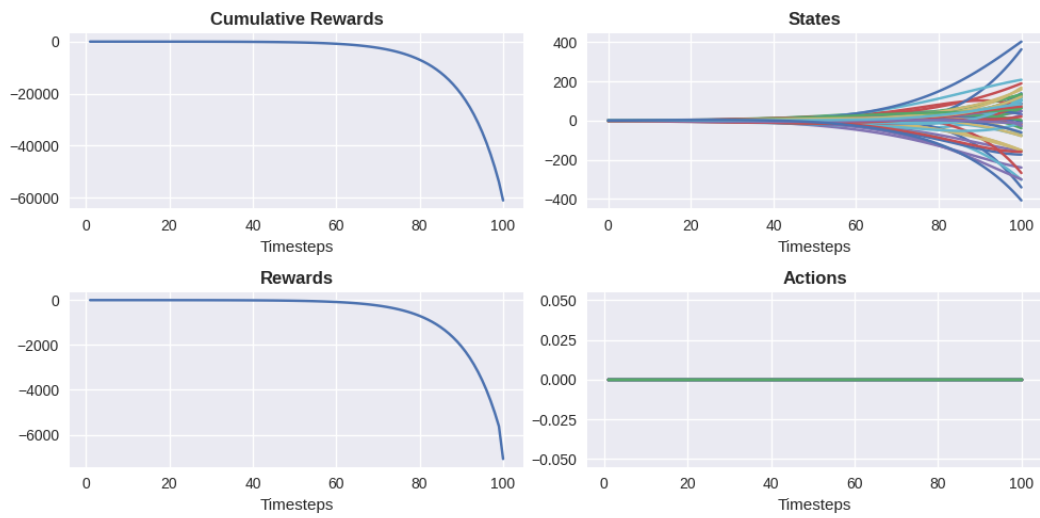 Cumulative Rewards
0
−20000
−40000
−60000
0 20 40 60 80 100
Timesteps
States
400
200
0
−200
−400
0 20 40 60 80 100
Timesteps
Rewards
0
−2000
−4000
−6000
0 20 40 60 80 100
Timesteps
Actions
0.050
0.025
0.000
−0.025
−0.050
0 20 40 60 80 100
Timesteps